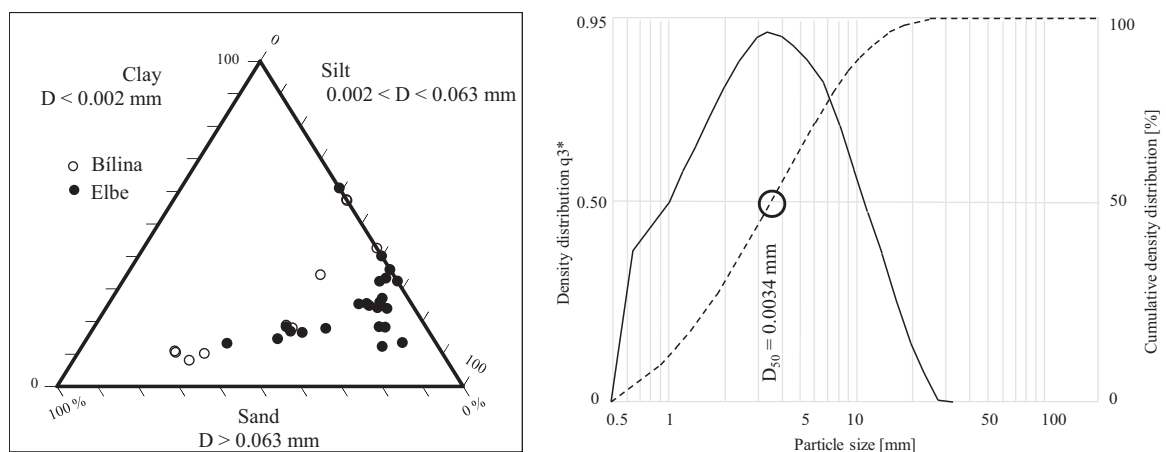 0
100
Clay
D < 0.002 mm
Silt
0.002 < D < 0.063 mm
Bílina
Elbe
0
100
100 %
0 %
Sand
D > 0.063 mm
0.95
100
Density distribution q3*
0.50
50
Cumulative density distribution [%]
D50 = 0.0034 mm
0
0
0.5 1 5 10 50 100
Particle size [mm]